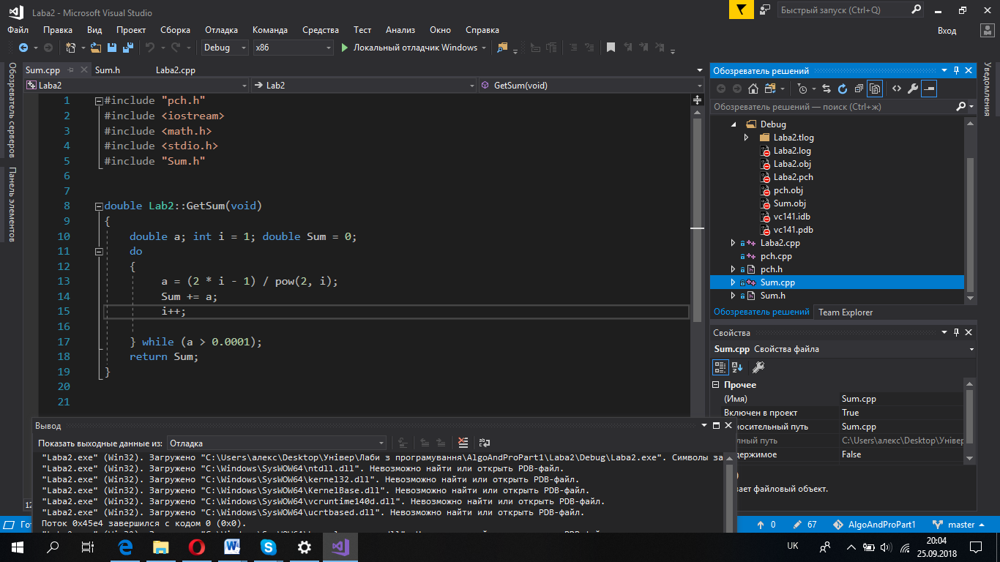 Laba2 - Microsoft Visual Studio
Быстрый запуск (Ctrl+Q)
Файл Правка Вид Проект Сборка Отладка Команда Средства Тест Анализ Окно Справка Вход
Debug x86 Локальный отладчик Windows
Обозреватель серверов
Панель элементов
Sum.cpp Sum.h Laba2.cpp
Laba2 Lab2 GetSum(void)
1 #include "pch.h"
2 #include <iostream>
3 #include <math.h>
4 #include <stdio.h>
5 #include "Sum.h"
6
7
8 double Lab2::GetSum(void)
9 {
10 double a; int i = 1; double Sum = 0;
11 do
12 {
13 a = (2 * i - 1) / pow(2, i);
14 Sum += a;
15 i++;
16
17 } while (a > 0.0001);
18 return Sum;
19 }
20
21
Вывод
Показать выходные данные из: Отладка
"Laba2.exe" (Win32). Загружено "C:\Users\алекс\Desktop\Універ\Лаби з програмування\AlgoAndProPart1\Laba2\Debug\Laba2.exe". Символы за
"Laba2.exe" (Win32). Загружено "C:\Windows\SysWOW64\ntdll.dll". Невозможно найти или открыть PDB-файл.
"Laba2.exe" (Win32). Загружено "C:\Windows\SysWOW64\kernel32.dll". Невозможно найти или открыть PDB-файл.
"Laba2.exe" (Win32). Загружено "C:\Windows\SysWOW64\KernelBase.dll". Невозможно найти или открыть PDB-файл.
"Laba2.exe" (Win32). Загружено "C:\Windows\SysWOW64\vcruntime140d.dll". Невозможно найти или открыть PDB-файл.
"Laba2.exe" (Win32). Загружено "C:\Windows\SysWOW64\ucrtbased.dll". Невозможно найти или открыть PDB-файл.
Поток 0x45e4 завершился с кодом 0 (0x0).
Обозреватель решений
Обозреватель решений — поиск (Ctrl+ж)
Debug
Laba2.tlog
Laba2.log
Laba2.obj
Laba2.pch
pch.obj
Sum.obj
vc141.idb
vc141.pdb
Laba2.cpp
pch.cpp
pch.h
Sum.cpp
Sum.h
Обозреватель решений Team Explorer
Уведомления
Свойства
Sum.cpp Свойства файла
Прочее
(Имя) Sum.cpp
Включен в проект True
носительный путь Sum.cpp
лный путь C:\Users\алекс\Desktop\Універ
держимое False
)
вает файловый объект.
12
Гот
0 67 AlgoAndProPart1 master
UK 20:04
25.09.2018